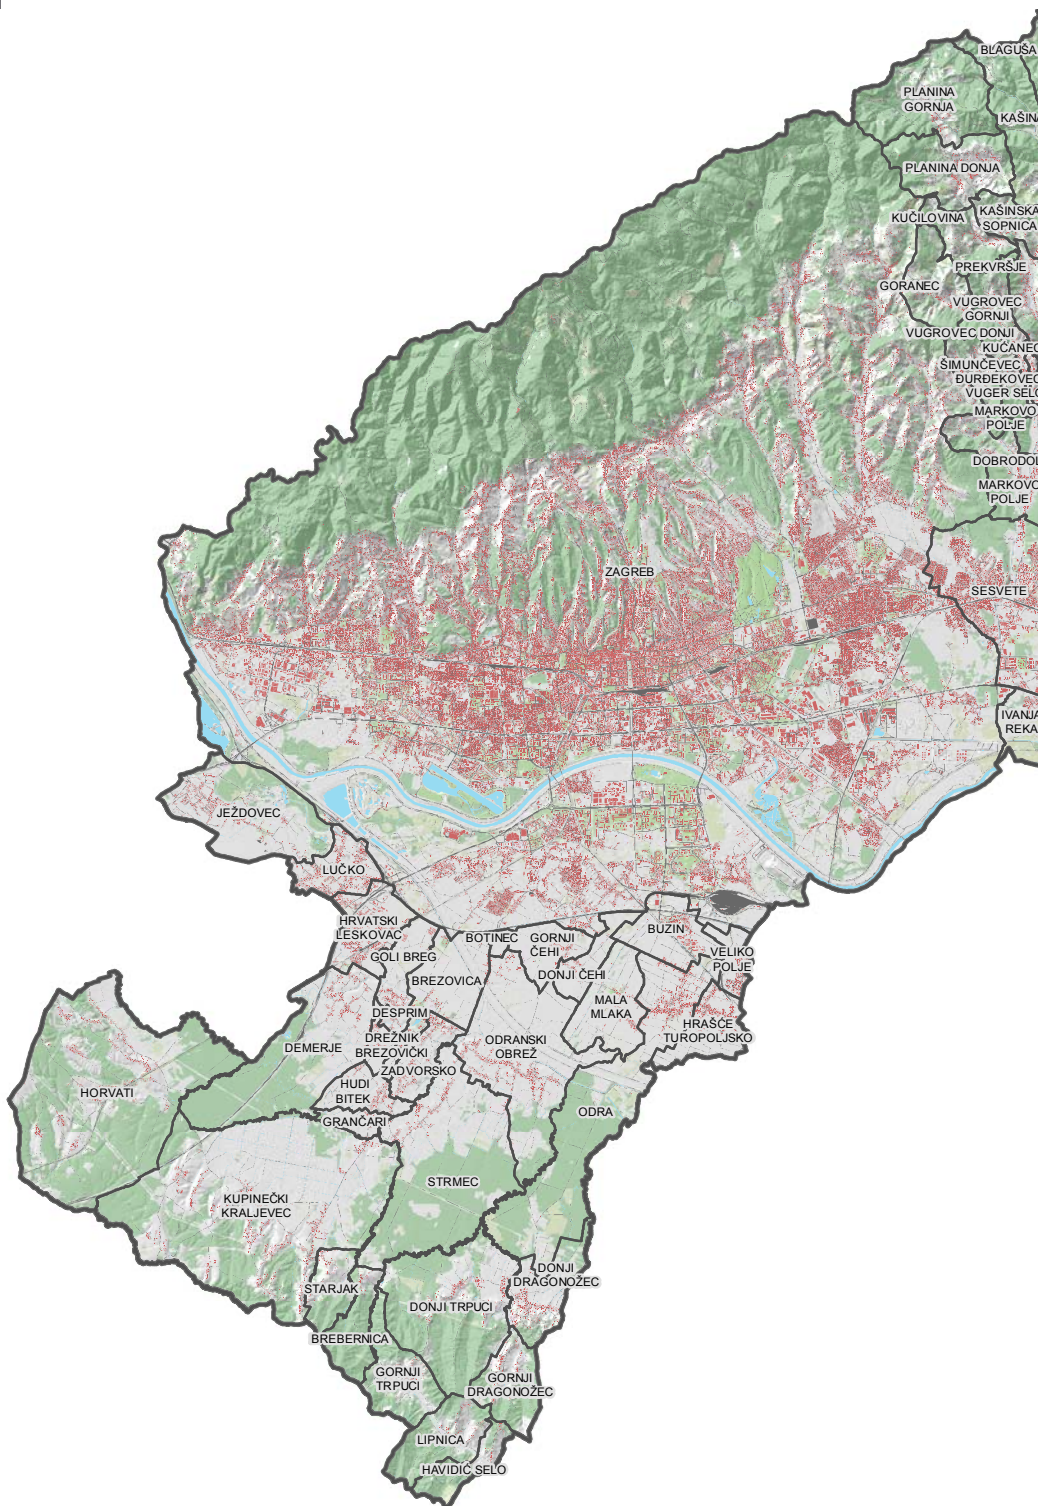 BLAGUŠA
PLANINA
GORNJA
KAŠINA
PLANINA DONJA
KUČILOVINA
KAŠINSKA
SOPNICA
PREKVRŠJE
GORANEC
VUGROVEC
GORNJI
VUGROVEC DONJI
KUĆANEC
ŠIMUNČEVEC
ĐURĐEKOVEC
VUGER SELO
MARKOVO
POLJE
DOBRODOL
MARKOVO
POLJE
ZAGREB
SESVETE
IVANJA
REKA
JEŽDOVEC
LUČKO
HRVATSKI
LESKOVAC
BOTINEC
GORNJI
ČEHI
BUZIN
GOLI BREG
VELIKO
POLJE
BREZOVICA
DONJI ČEHI
MALA
MLAKA
DESPRIM
HRAŠĆE
TUROPOLJSKO
DREŽNIK
BREZOVIČKI
DEMERJE
ODRANSKI
OBREŽ
ZADVORSKO
HUDI
BITEK
HORVATI
ODRA
GRANČARI
STRMEC
KUPINEČKI
KRALJEVEC
DONJI
DRAGONOŽEC
STARJAK
DONJI TRPUCI
BREBERNICA
GORNJI
TRPUCI
GORNJI
DRAGONOŽEC
LIPNICA
HAVIDIĆ SELO